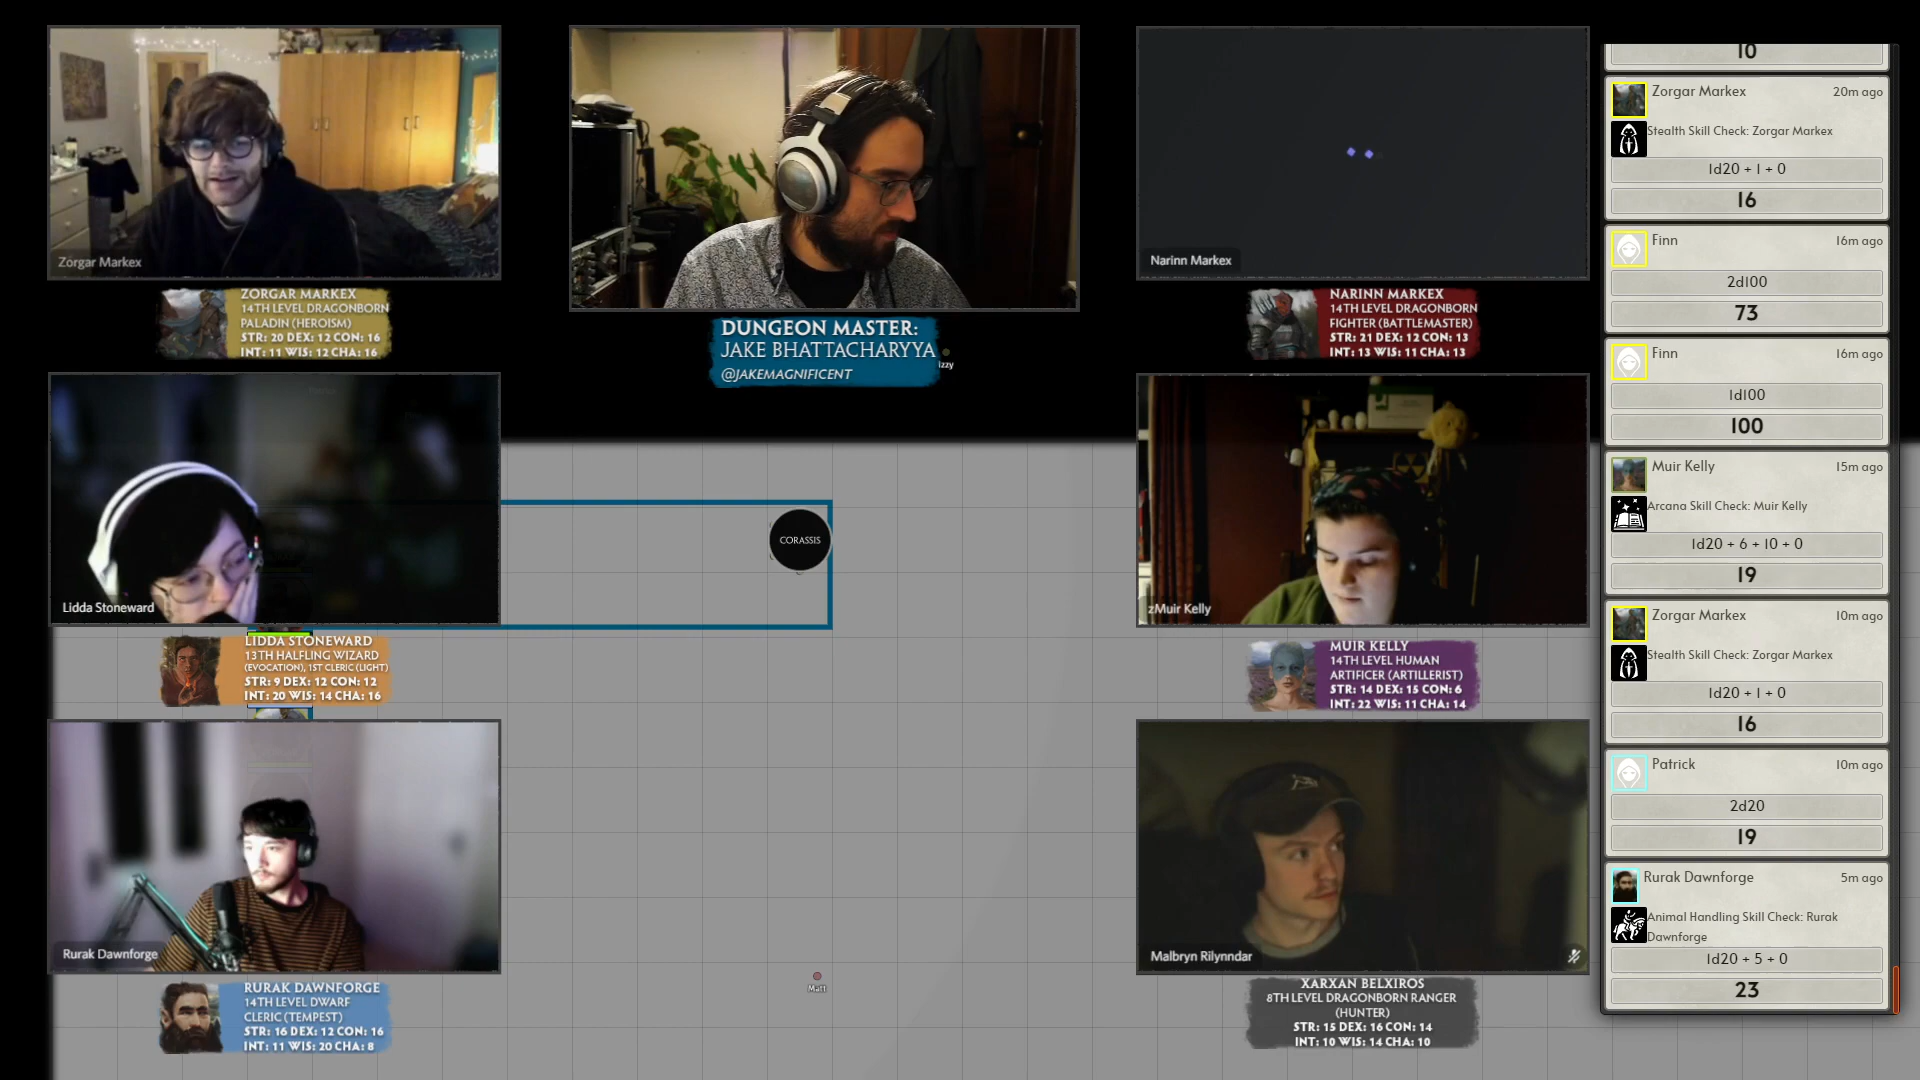 Zorgar Markex
ZORGAR MARKEX
14TH LEVEL DRAGONBORN
PALADIN (HEROISM)
STR: 20 DEX: 12 CON: 16
INT: 11 WIS: 12 CHA: 16
DUNGEON MASTER:
JAKE BHATTACHARYYA
@JAKEMAGNIFICENT
izzy
Narinn Markex
NARINN MARKEX
14TH LEVEL DRAGONBORN
FIGHTER (BATTLEMASTER)
STR: 21 DEX: 12 CON: 13
INT: 13 WIS: 11 CHA: 13
Lidda Stoneward
LIDDA STONEWARD
13TH HALFLING WIZARD
(EVOCATION), 1ST CLERIC (LIGHT)
STR: 9 DEX: 12 CON: 12
INT: 20 WIS: 14 CHA: 16
CORASSIS
zMuir Kelly
MUIR KELLY
14TH LEVEL HUMAN
ARTIFICER (ARTILLERIST)
STR: 14 DEX: 15 CON: 6
INT: 22 WIS: 11 CHA: 14
Rurak Dawnforge
RURAK DAWNFORGE
14TH LEVEL DWARF
CLERIC (TEMPEST)
STR: 16 DEX: 12 CON: 16
INT: 11 WIS: 20 CHA: 8
Matt
Malbryn Rilynndar
XARXAN BELXIROS
8TH LEVEL DRAGONBORN RANGER
(HUNTER)
STR: 15 DEX: 16 CON: 14
INT: 10 WIS: 14 CHA: 10
10
Zorgar Markex 20m ago
Stealth Skill Check: Zorgar Markex
1d20 + 1 + 0
16
Finn 16m ago
2d100
73
Finn 16m ago
1d100
100
Muir Kelly 15m ago
Arcana Skill Check: Muir Kelly
1d20 + 6 + 10 + 0
19
Zorgar Markex 10m ago
Stealth Skill Check: Zorgar Markex
1d20 + 1 + 0
16
Patrick 10m ago
2d20
19
Rurak Dawnforge 5m ago
Animal Handling Skill Check: Rurak
Dawnforge
1d20 + 5 + 0
23